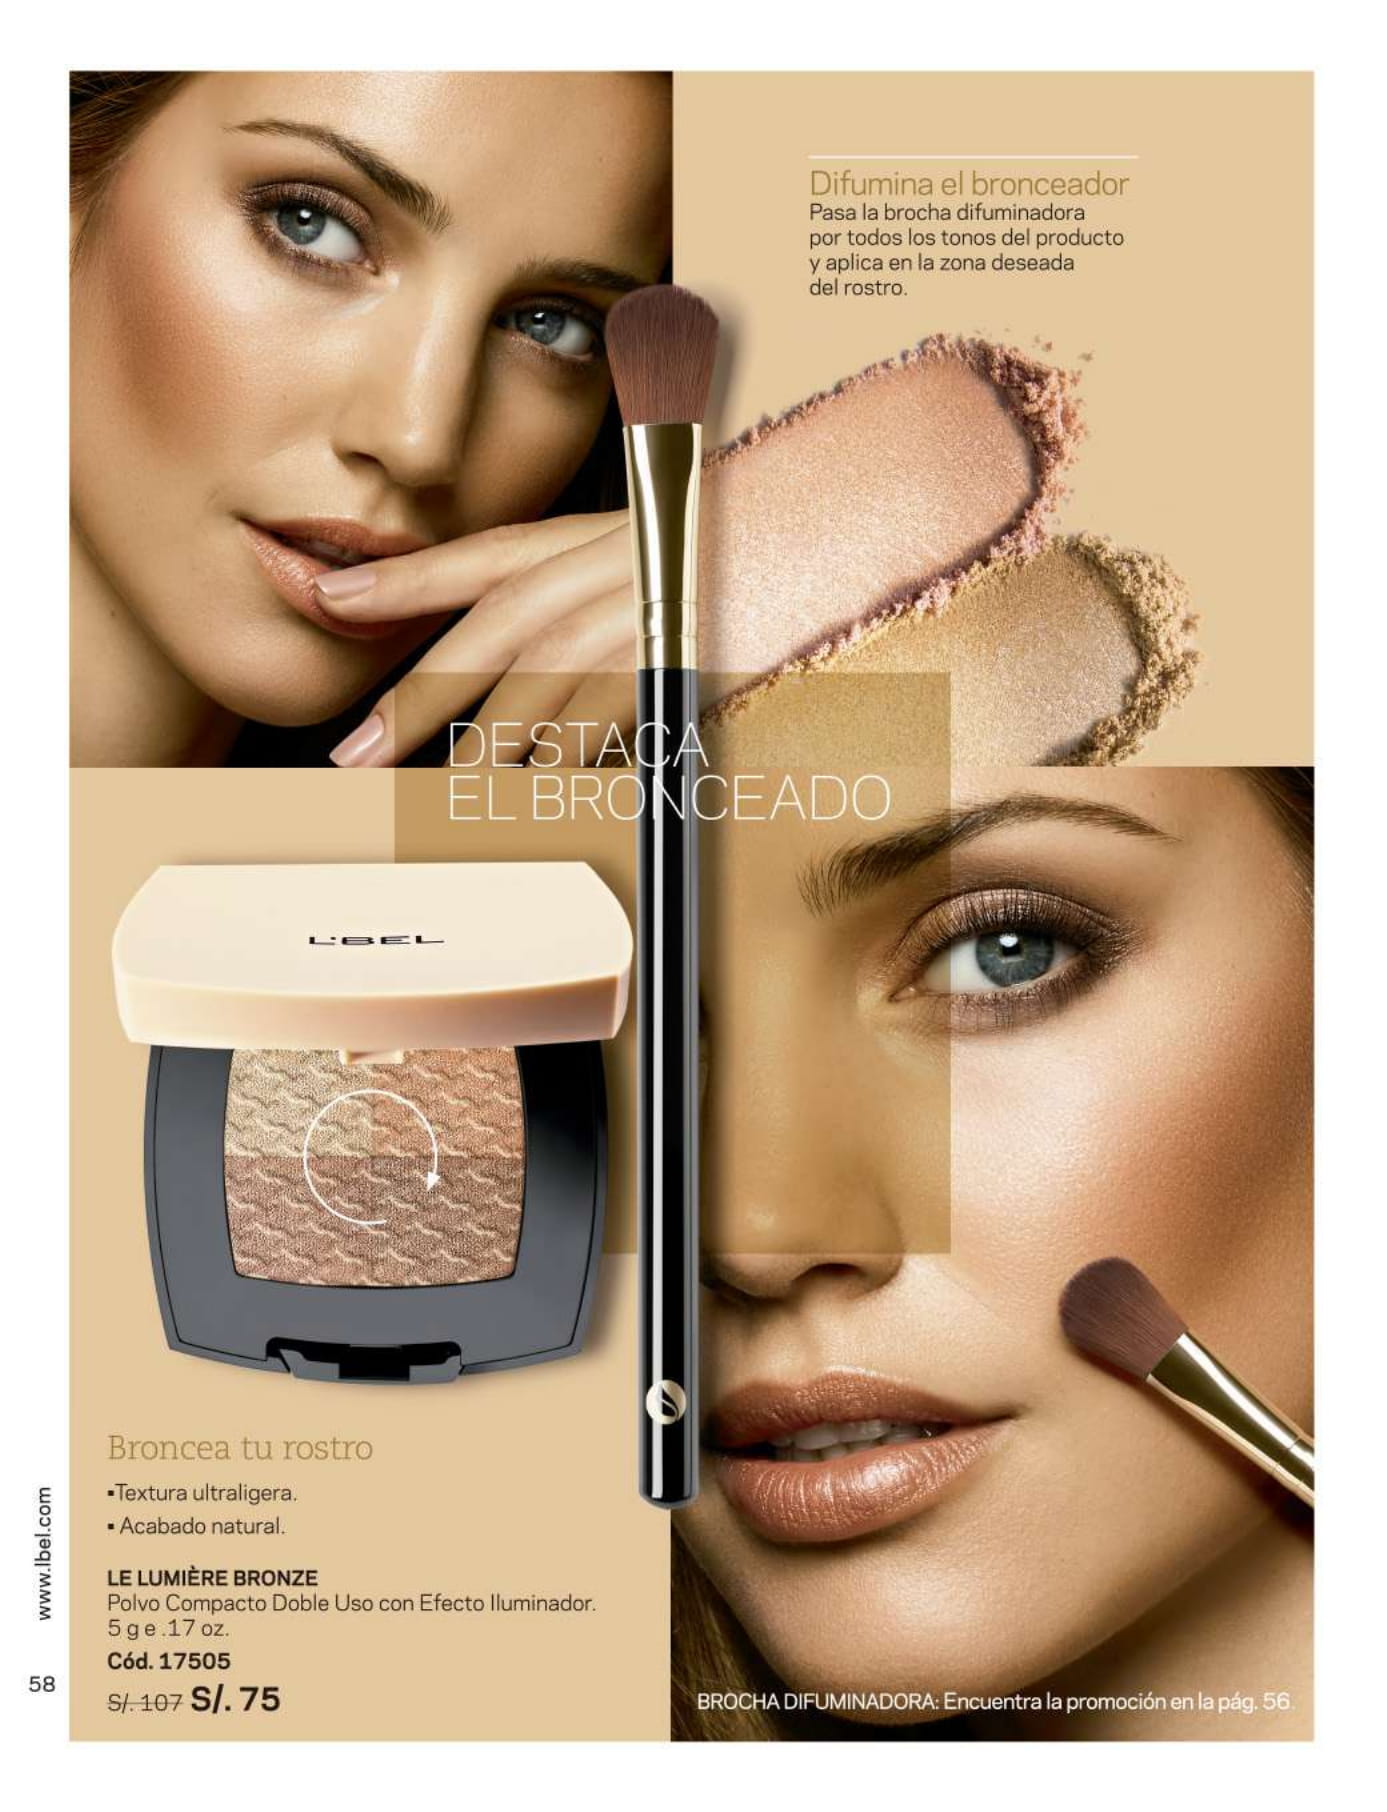 Difumina el bronceador
Pasa la brocha difuminadora
por todos los tonos del producto
y aplica en la zona deseada
del rostro.
DESTACA
EL BRONCEADO
L'BEL
Broncea tu rostro
▪Textura ultraligera.
▪ Acabado natural.
LE LUMIÈRE BRONZE
Polvo Compacto Doble Uso con Efecto Iluminador.
5 g e .17 oz.
Cód. 17505
S/. 107 S/. 75
www.lbel.com
58
BROCHA DIFUMINADORA: Encuentra la promoción en la pág. 56.